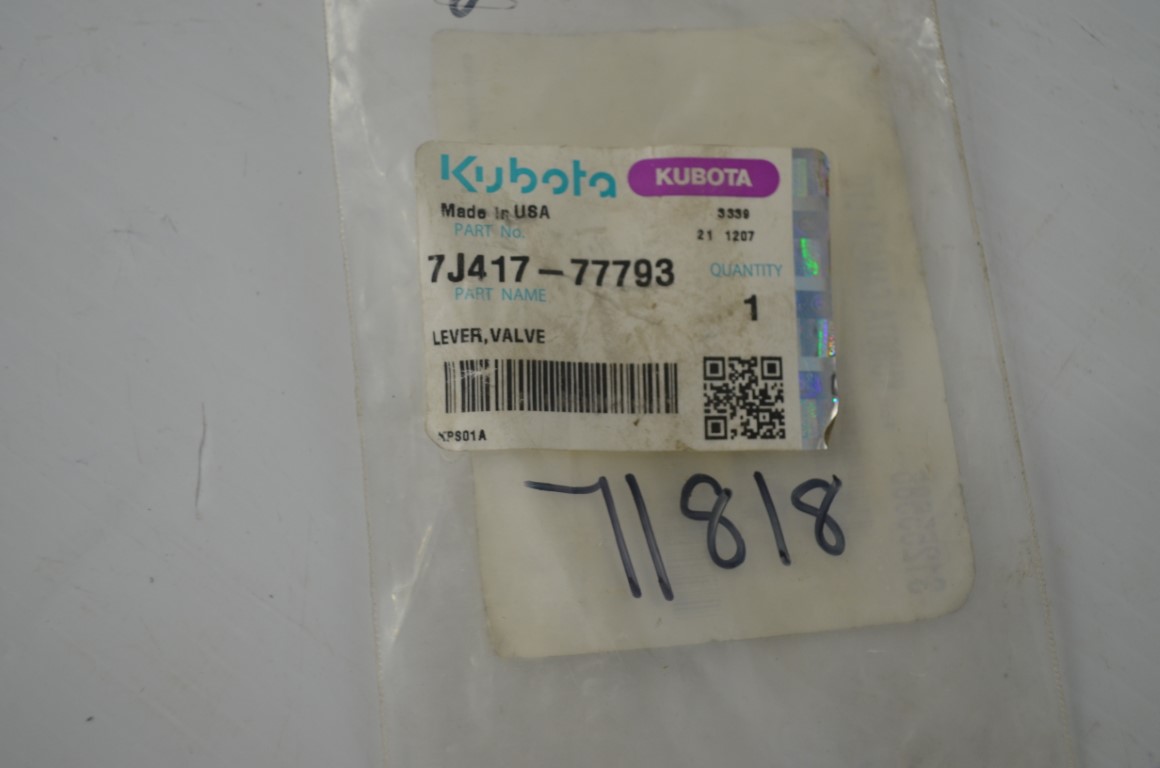 Kubota KUBOTA
Made in USA 3339
PART No. 21 1207
7J417-77793 QUANTITY
PART NAME 1
LEVER,VALVE
KPS01A
71818